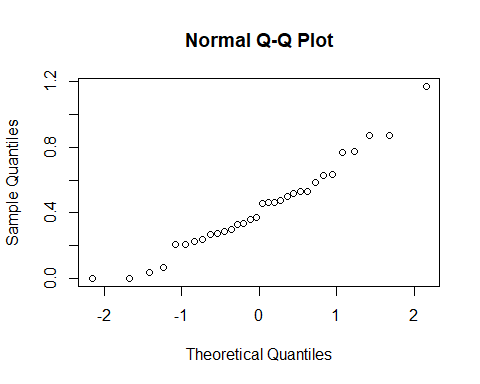 Normal Q-Q Plot
Sample Quantiles
1.2
0.8
0.4
0.0
-2 -1 0 1 2
Theoretical Quantiles